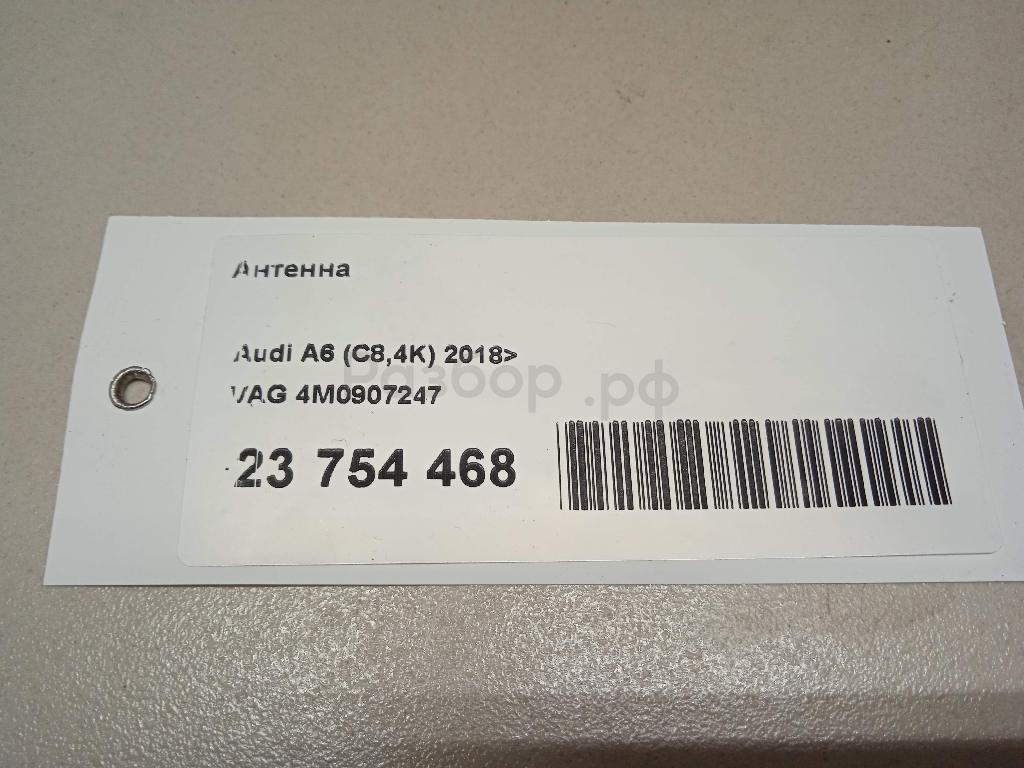 Антенна
Audi A6 (C8,4K) 2018>
VAG 4M0907247
23 754 468
Разбор.рф